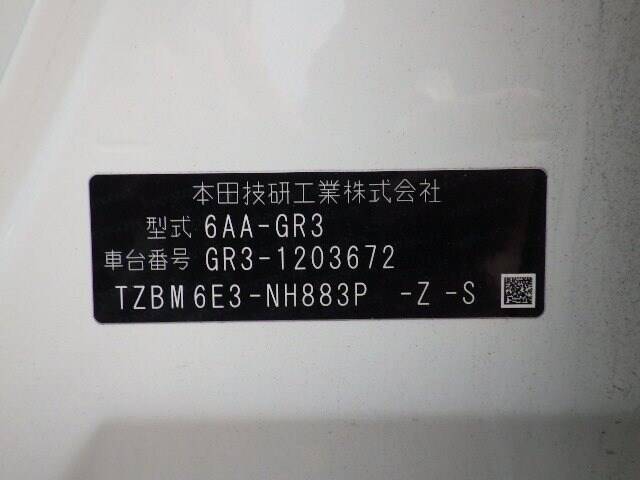 本田技研工業株式会社
型式 6AA-GR3
車台番号 GR3-1203672
TZBM6E3-NH883P -Z-S